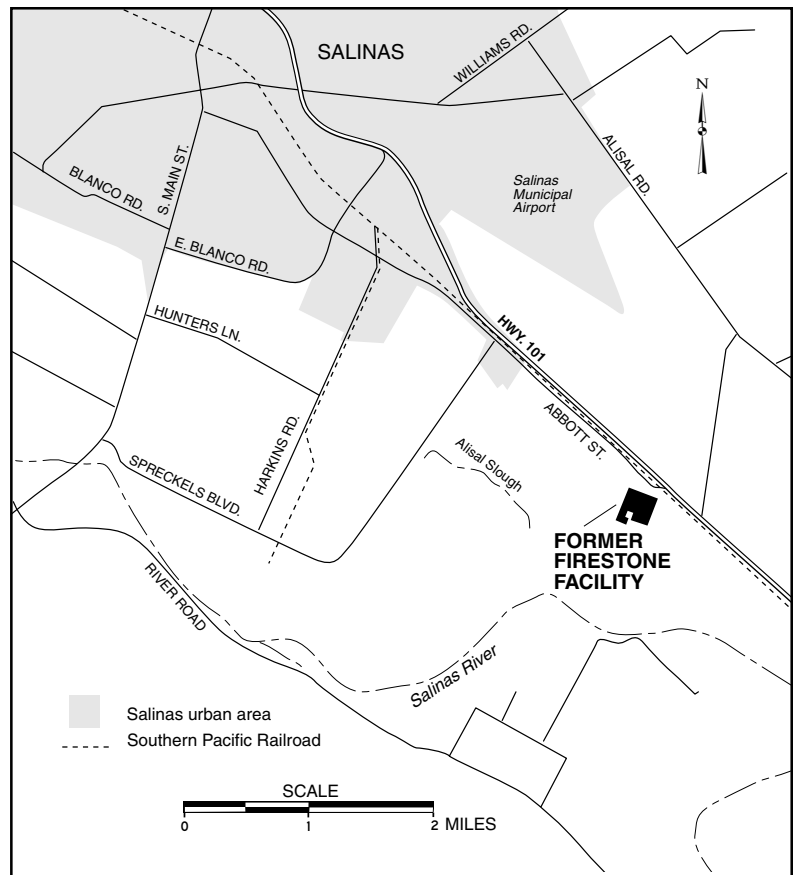 SALINAS
WILLIAMS RD.
N
ALISAL RD.
Salinas
Municipal
Airport
S. MAIN ST.
BLANCO RD.
E. BLANCO RD.
HUNTERS LN.
HWY. 101
ABBOTT ST.
HARKINS RD.
Alisal Slough
SPRECKELS BLVD.
FORMER
FIRESTONE
FACILITY
RIVER ROAD
Salinas River
Salinas urban area
Southern Pacific Railroad
SCALE
0 1 2 MILES